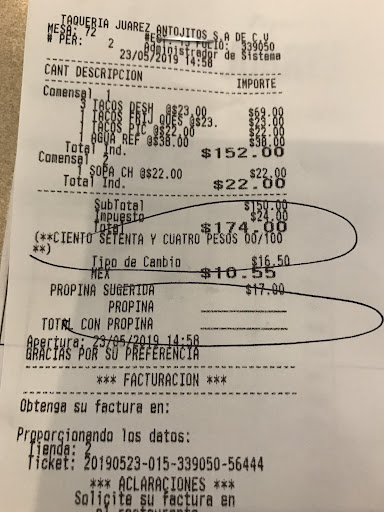 TAQUERIA JUAREZ ANTOJITOS S.A DE C.V
MESA: 72 FOLIO: 339050
# PER: 2 Administrador de Sistema
23/05/2019 14:58
CANT DESCRIPCION IMPORTE
Comensal 1
3 TACOS DESH @$23.00 $69.00
1 TACOS FRIJ QUES @$23. $23.00
1 TACOS PIC @$22.00 $22.00
1 AGUA REF @$38.00 $38.00
Total Ind. $152.00
Comensal 2
1 SOPA CH @$22.00 $22.00
Total Ind. $22.00
SubTotal $150.00
Impuesto $24.00
Total $174.00
(**CIENTO SETENTA Y CUATRO PESOS 00/100
**)
Tipo de Cambio $16.50
MEX $10.55
PROPINA SUGERIDA $17.00
PROPINA
TOTAL CON PROPINA
Apertura: 23/05/2019 14:58
GRACIAS POR SU PREFERENCIA
*** FACTURACION ***
Obtenga su factura en:
Proporcionando los datos:
Tienda: 2
Ticket: 20190523-015-339050-56444
*** ACLARACIONES ***
Solicite su factura en
el restaurante